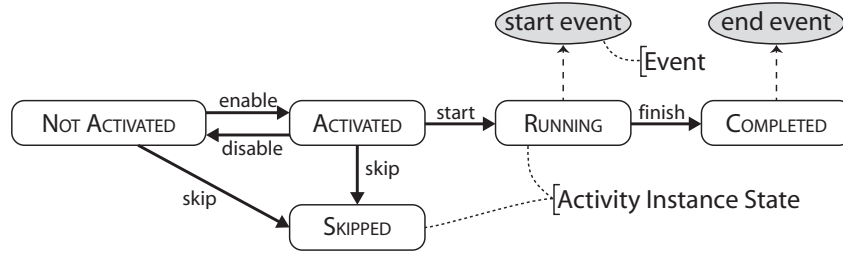 start event
end event
Event
enable
NOT ACTIVATED
ACTIVATED
start
RUNNING
finish
COMPLETED
disable
skip
skip
Activity Instance State
SKIPPED